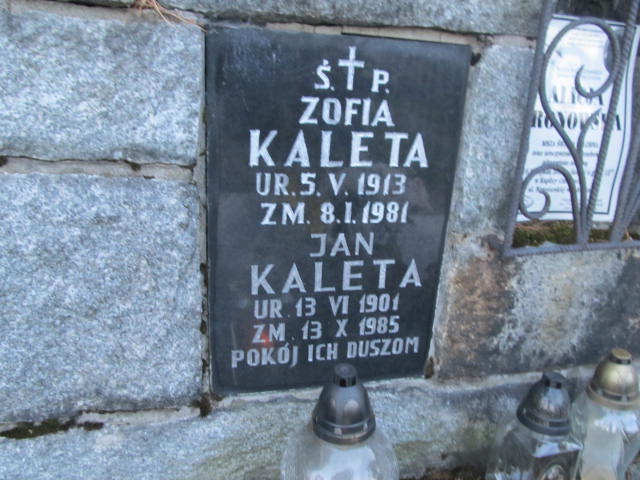 Ś. P.
ZOFIA
KALETA
UR. 5. V. 1913
ZM. 8. I. 1981
JAN
KALETA
UR 13 VI 1901
ZM. 13 X 1985
POKÓJ ICH DUSZOM
ALICJA